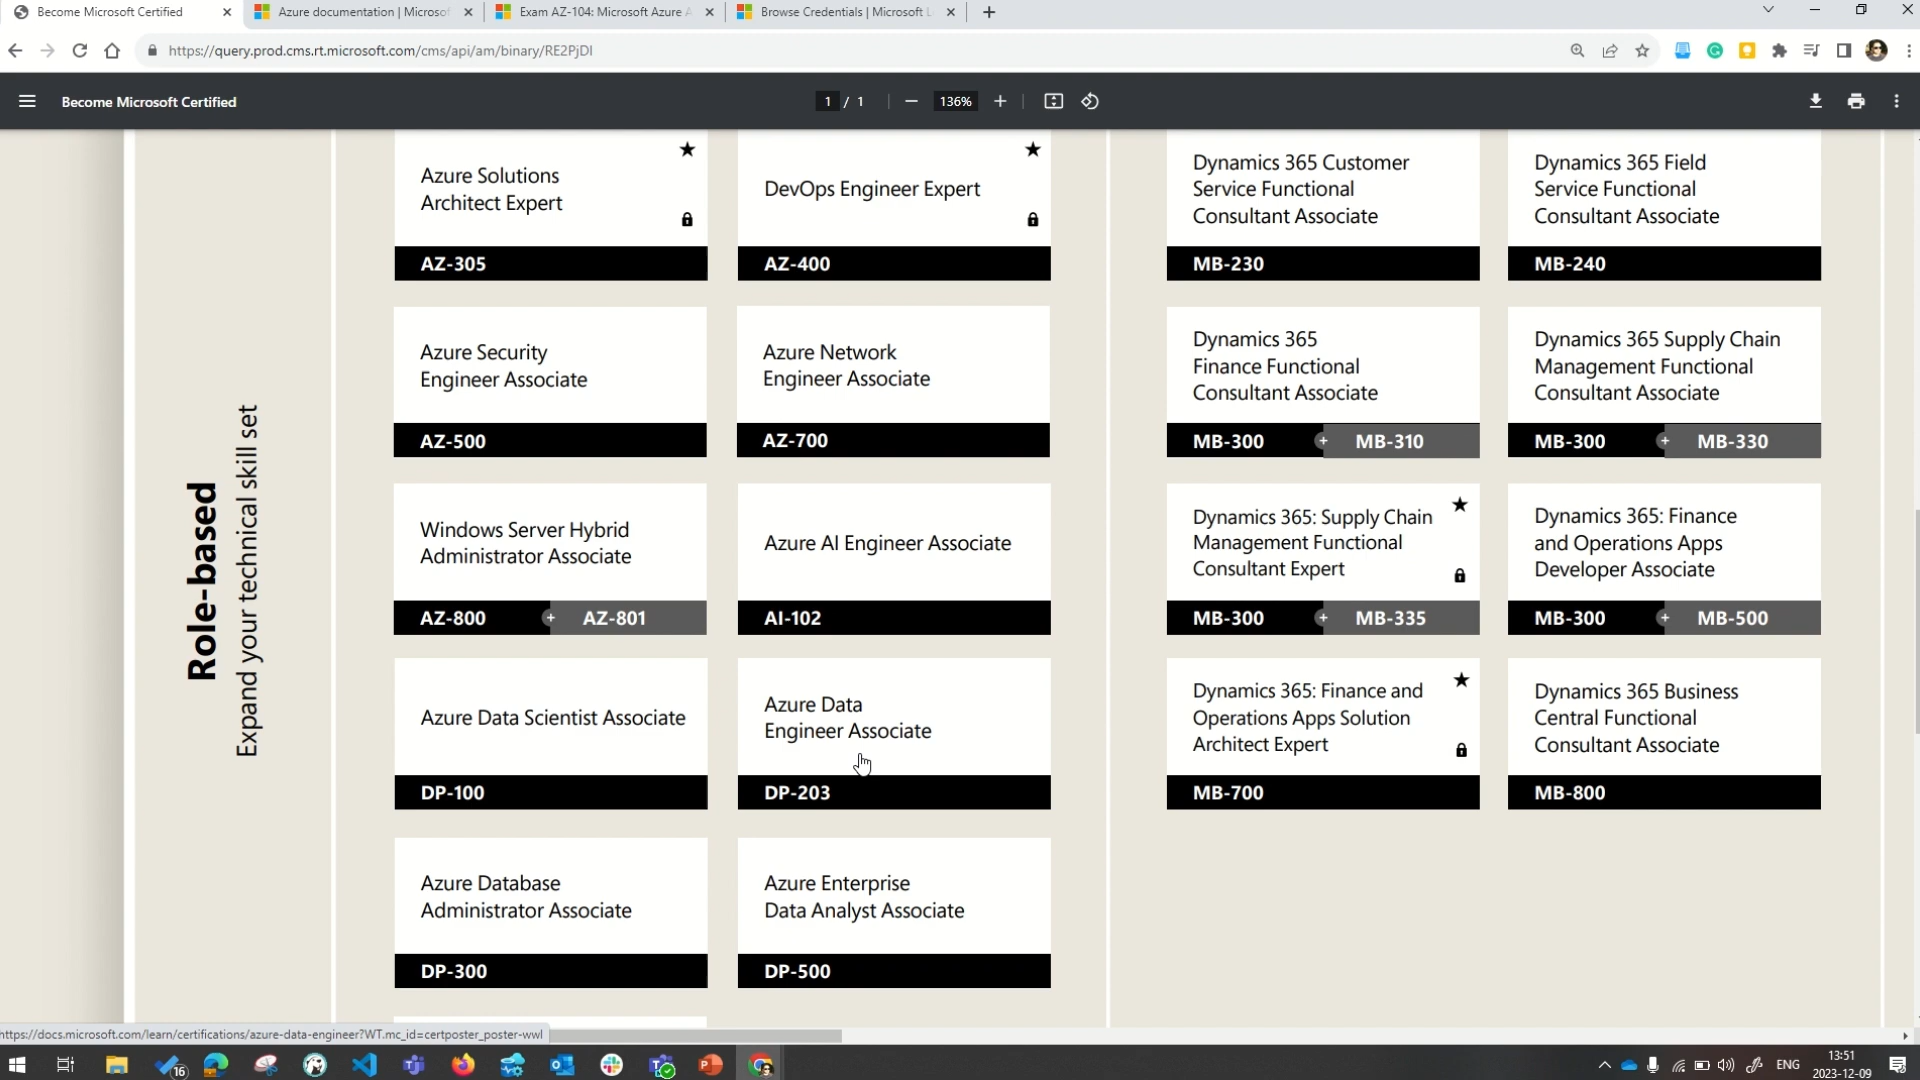 Become Microsoft Certified
Azure documentation | Microsof
Exam AZ-104: Microsoft Azure A
Browse Credentials | Microsoft L
https://query.prod.cms.rt.microsoft.com/cms/api/am/binary/RE2PjDI
Become Microsoft Certified
1 / 1
136%
Role-based
Expand your technical skill set
Azure Solutions
Architect Expert
AZ-305
DevOps Engineer Expert
AZ-400
Dynamics 365 Customer
Service Functional
Consultant Associate
MB-230
Dynamics 365 Field
Service Functional
Consultant Associate
MB-240
Azure Security
Engineer Associate
AZ-500
Azure Network
Engineer Associate
AZ-700
Dynamics 365
Finance Functional
Consultant Associate
MB-300 + MB-310
Dynamics 365 Supply Chain
Management Functional
Consultant Associate
MB-300 + MB-330
Windows Server Hybrid
Administrator Associate
AZ-800 + AZ-801
Azure AI Engineer Associate
AI-102
Dynamics 365: Supply Chain
Management Functional
Consultant Expert
MB-300 + MB-335
Dynamics 365: Finance
and Operations Apps
Developer Associate
MB-300 + MB-500
Azure Data Scientist Associate
DP-100
Azure Data
Engineer Associate
DP-203
Dynamics 365: Finance and
Operations Apps Solution
Architect Expert
MB-700
Dynamics 365 Business
Central Functional
Consultant Associate
MB-800
Azure Database
Administrator Associate
DP-300
Azure Enterprise
Data Analyst Associate
DP-500
https://docs.microsoft.com/learn/certifications/azure-data-engineer?WT.mc_id=certposter_poster-wwl
16
ENG
13:51
2023-12-09